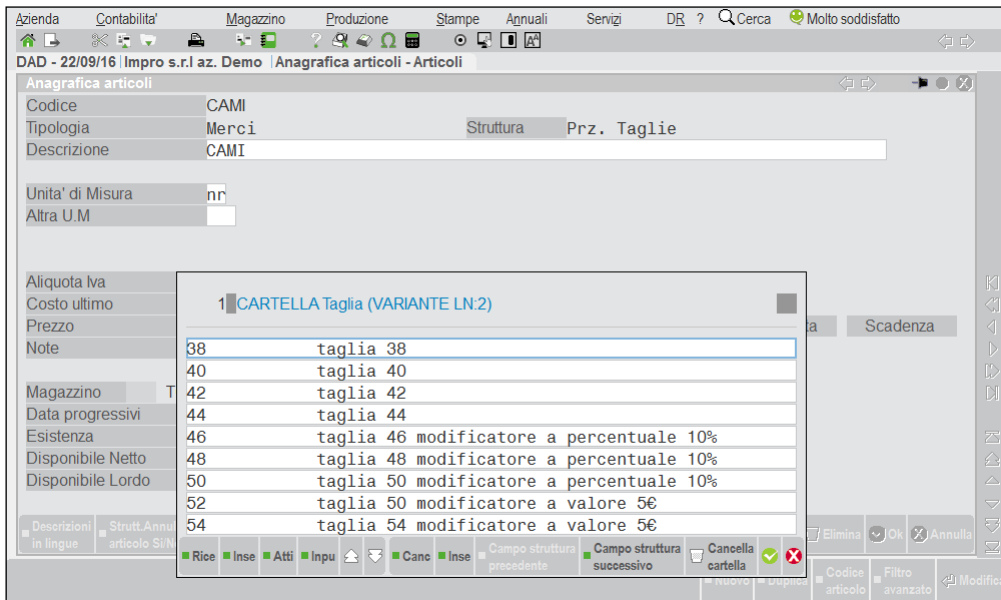 Azienda Contabilita' Magazzino Produzione Stampe Annuali Servizi DR ? Cerca Molto soddisfatto
DAD - 22/09/16 Impro s.r.l az. Demo Anagrafica articoli - Articoli
Anagrafica articoli
Codice CAMI
Tipologia Merci Struttura Prz. Taglie
Descrizione CAMI
Unita' di Misura nr
Altra U.M
Aliquota Iva
Costo ultimo
Prezzo ta Scadenza
Note
Magazzino T
Data progressivi
Esistenza
Disponibile Netto
Disponibile Lordo
1 CARTELLA Taglia (VARIANTE LN:2)
38 taglia 38
40 taglia 40
42 taglia 42
44 taglia 44
46 taglia 46 modificatore a percentuale 10%
48 taglia 48 modificatore a percentuale 10%
50 taglia 50 modificatore a percentuale 10%
52 taglia 50 modificatore a valore 5€
54 taglia 54 modificatore a valore 5€
Rice Inse Atti Inpu Canc Inse Campo struttura precedente Campo struttura successivo Cancella cartella
Descrizioni in lingue Strutt.Annul articolo Si/N Elimina Ok Annulla
Nuovo Duplica Codice articolo Filtro avanzato Modifica